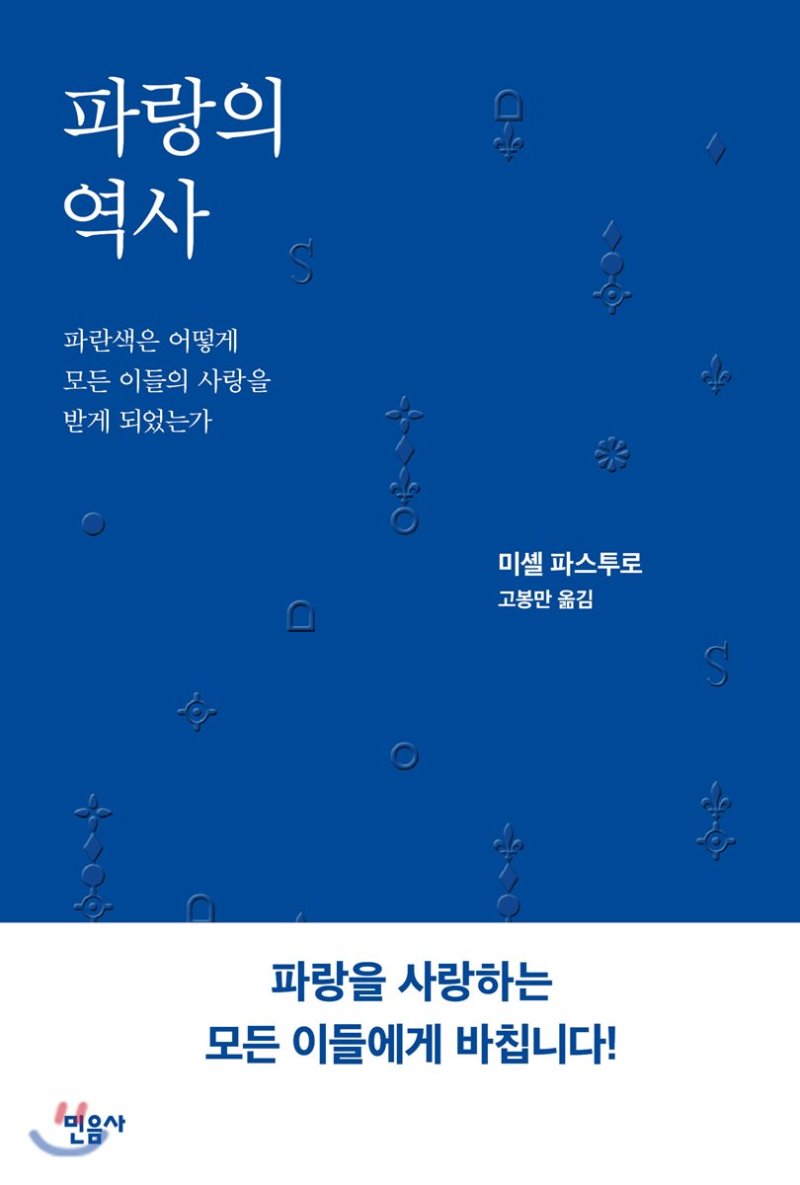 파랑의
역사
파란색은 어떻게
모든 이들의 사랑을
받게 되었는가
S
미셸 파스투로
고봉만 옮김
S
파랑을 사랑하는
모든 이들에게 바칩니다!
민음사